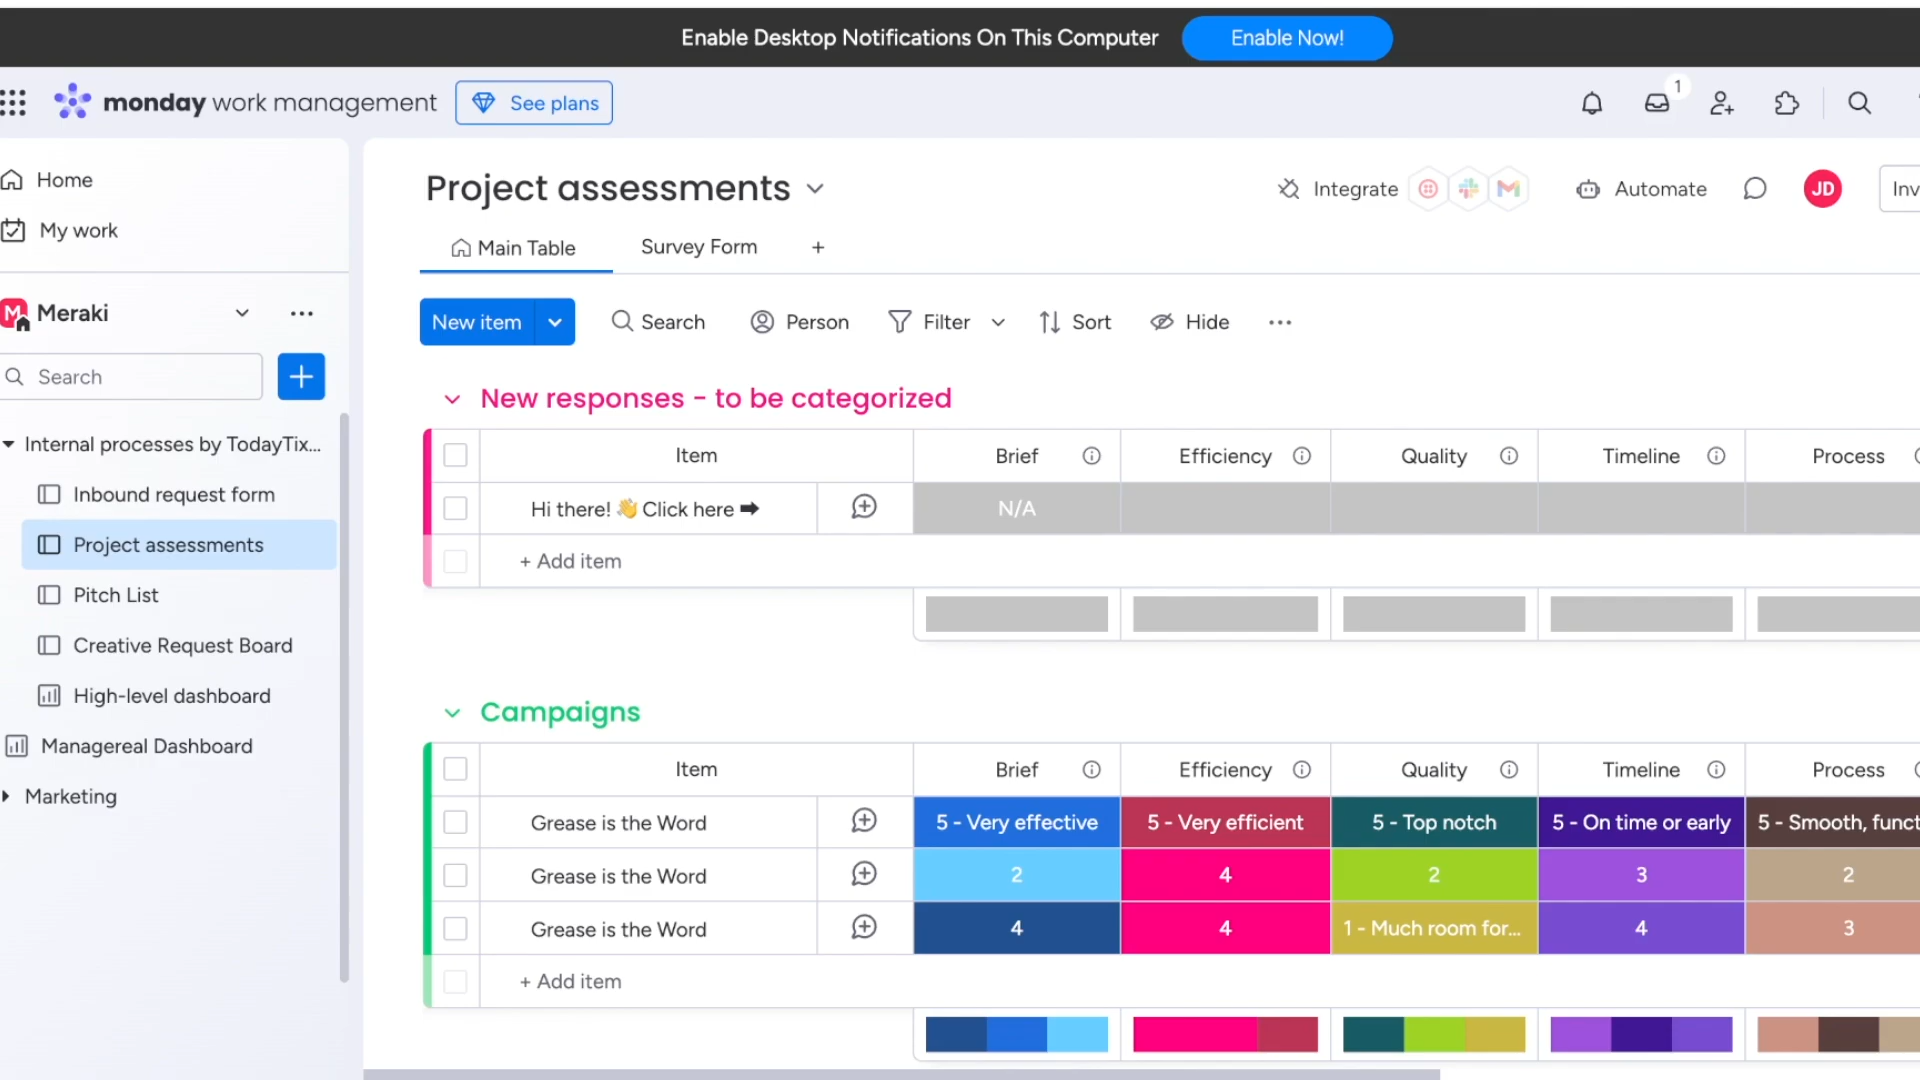 Enable Desktop Notifications On This Computer Enable Now!
monday work management See plans 1
Home
My work
M Meraki
Search
Internal processes by TodayTix...
Inbound request form
Project assessments
Pitch List
Creative Request Board
High-level dashboard
Managereal Dashboard
Marketing
Project assessments Integrate Automate JD Inv
Main Table Survey Form +
New item Search Person Filter Sort Hide
New responses - to be categorized
Item Brief Efficiency Quality Timeline Process
Hi there! 👋 Click here ➡ N/A
+ Add item
Campaigns
Item Brief Efficiency Quality Timeline Process
Grease is the Word 5 - Very effective 5 - Very efficient 5 - Top notch 5 - On time or early 5 - Smooth, funct
Grease is the Word 2 4 2 3 2
Grease is the Word 4 4 1 - Much room for... 4 3
+ Add item